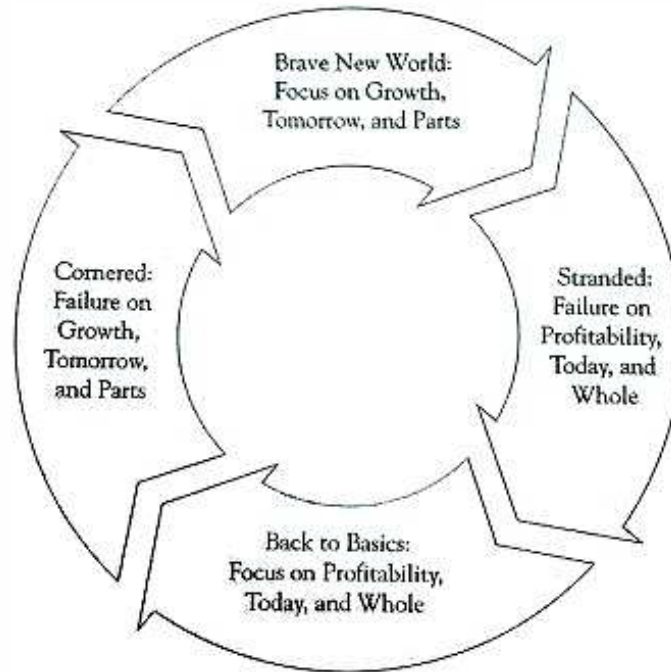 Brave New World:
Focus on Growth,
Tomorrow, and Parts
Stranded:
Failure on
Profitability,
Today, and
Whole
Back to Basics:
Focus on Profitability,
Today, and Whole
Cornered:
Failure on
Growth,
Tomorrow,
and Parts